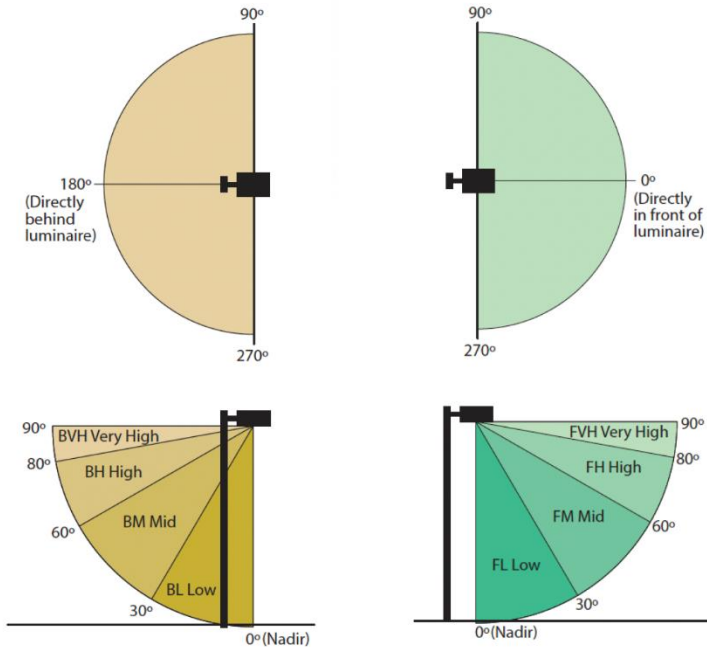 90º
180º
(Directly
behind
luminaire)
270º
90º
0º
(Directly
in front of
luminaire)
270º
90º
BVH Very High
80º
BH High
60º
BM Mid
BL Low
30º
0º (Nadir)
FVH Very High
90º
80º
FH High
FM Mid
60º
FL Low
30º
0º (Nadir)